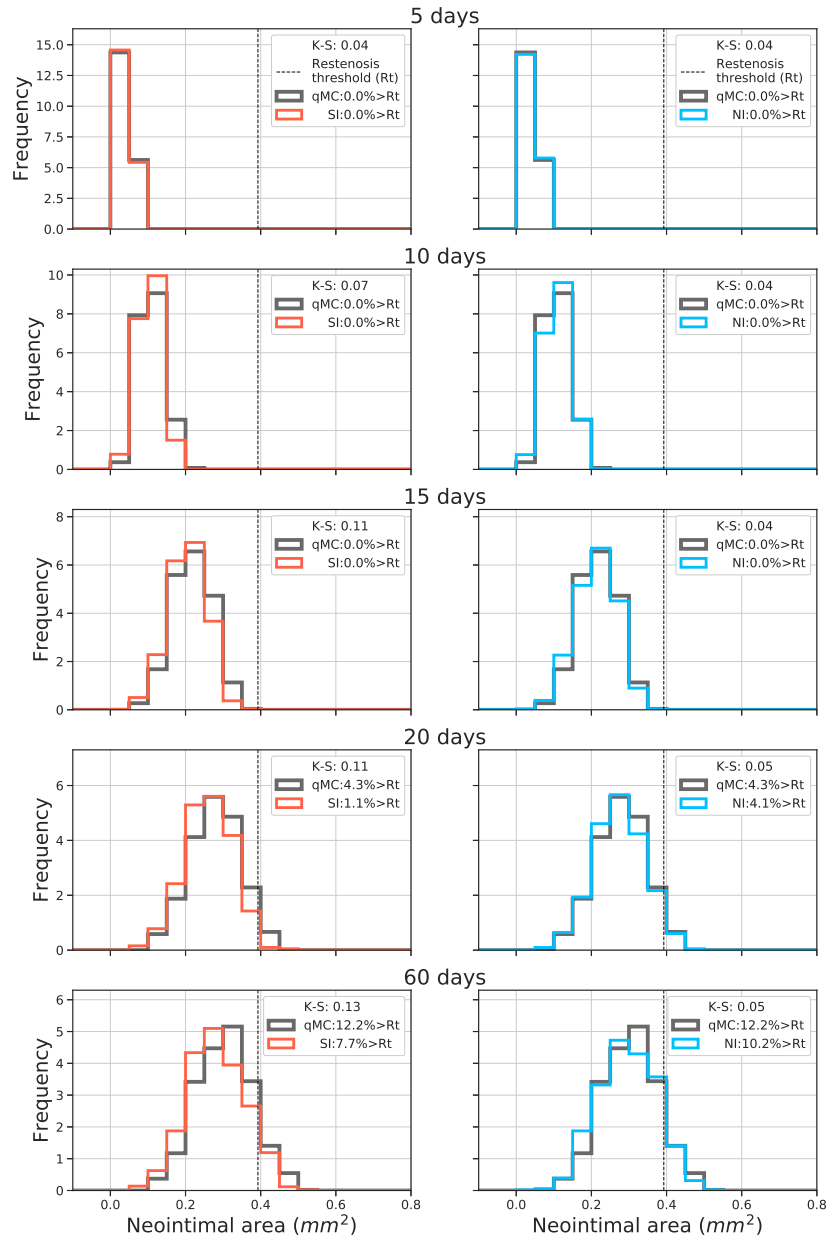 5 days
Frequency
15.0
12.5
10.0
7.5
5.0
2.5
0.0
K-S: 0.04
Restenosis
threshold (Rt)
qMC:0.0%>Rt
SI:0.0%>Rt
K-S: 0.04
Restenosis
threshold (Rt)
qMC:0.0%>Rt
NI:0.0%>Rt
10 days
Frequency
10
8
6
4
2
0
K-S: 0.07
qMC:0.0%>Rt
SI:0.0%>Rt
K-S: 0.04
qMC:0.0%>Rt
NI:0.0%>Rt
15 days
Frequency
8
6
4
2
0
K-S: 0.11
qMC:0.0%>Rt
SI:0.0%>Rt
K-S: 0.04
qMC:0.0%>Rt
NI:0.0%>Rt
20 days
Frequency
6
4
2
0
K-S: 0.11
qMC:4.3%>Rt
SI:1.1%>Rt
K-S: 0.05
qMC:4.3%>Rt
NI:4.1%>Rt
60 days
Frequency
6
5
4
3
2
1
0
K-S: 0.13
qMC:12.2%>Rt
SI:7.7%>Rt
K-S: 0.05
qMC:12.2%>Rt
NI:10.2%>Rt
0.0 0.2 0.4 0.6 0.8
0.0 0.2 0.4 0.6 0.8
Neointimal area (mm²)
Neointimal area (mm²)